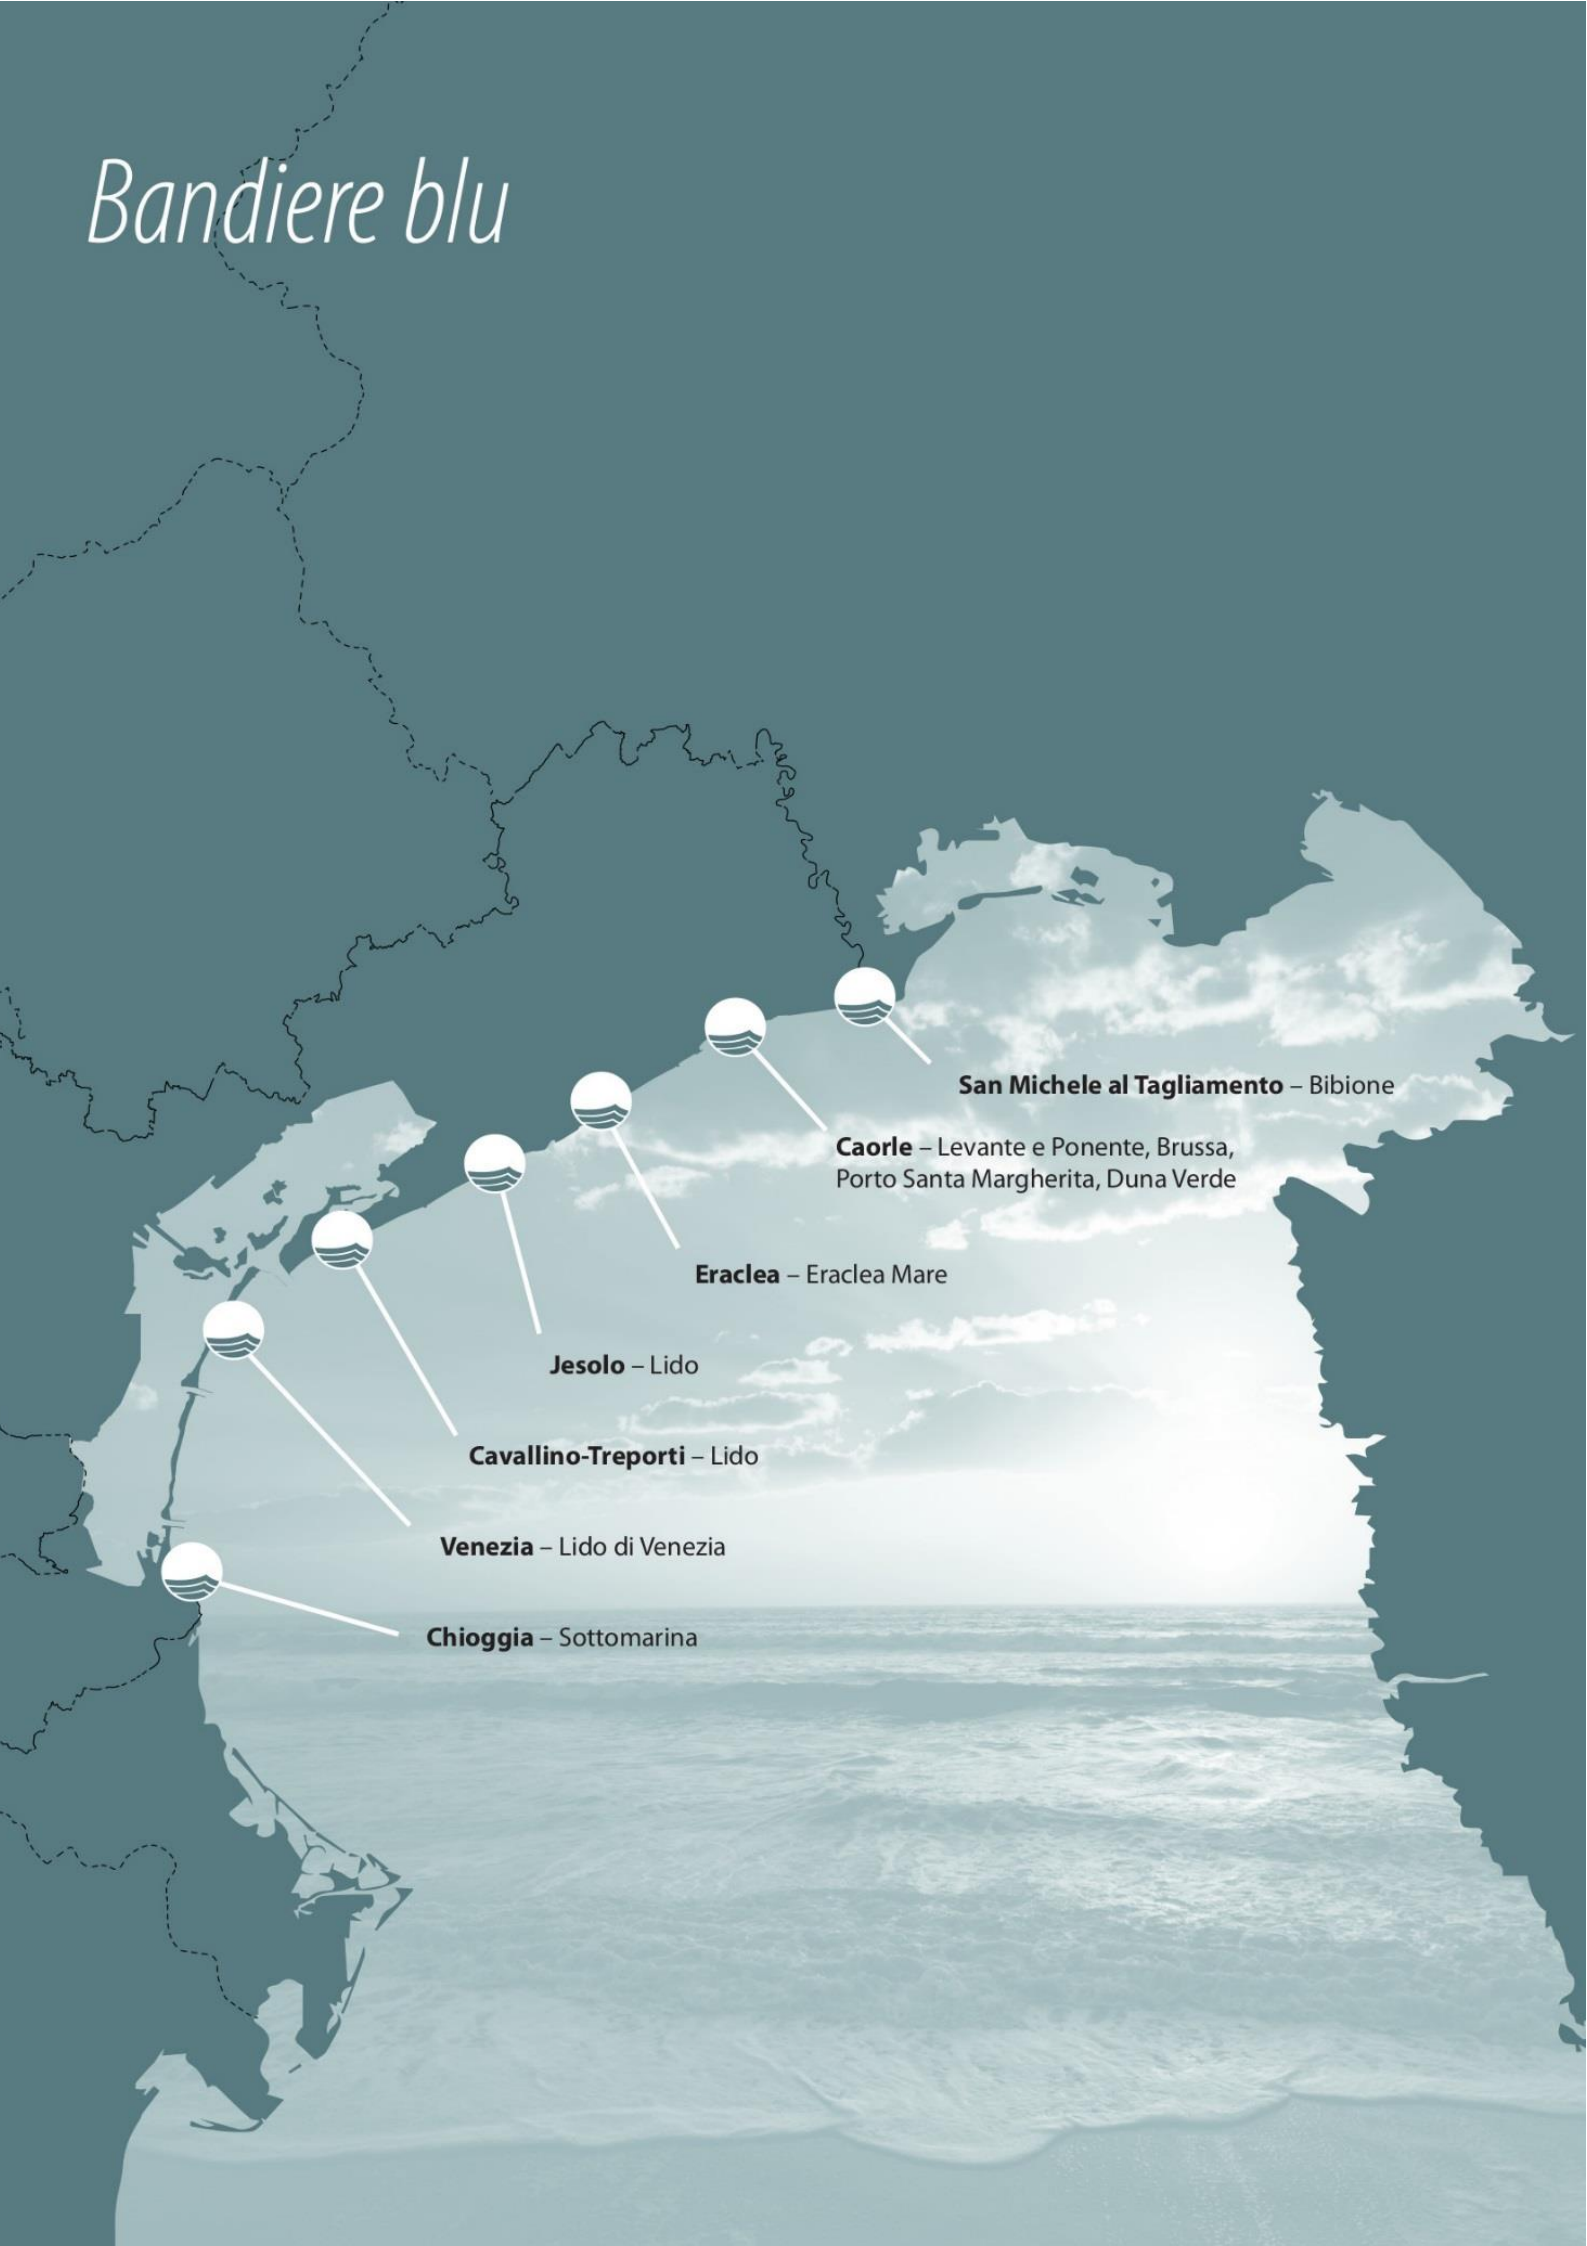 Bandiere blu
San Michele al Tagliamento – Bibione
Caorle – Levante e Ponente, Brussa,
Porto Santa Margherita, Duna Verde
Eraclea – Eraclea Mare
Jesolo – Lido
Cavallino-Treporti – Lido
Venezia – Lido di Venezia
Chioggia – Sottomarina